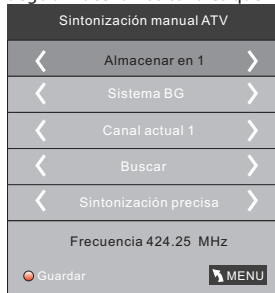 Sintonización manual ATV
Almacenar en 1
Sistema BG
Canal actual 1
Buscar
Sintonización precisa
Frecuencia 424.25 MHz
Guardar
MENU